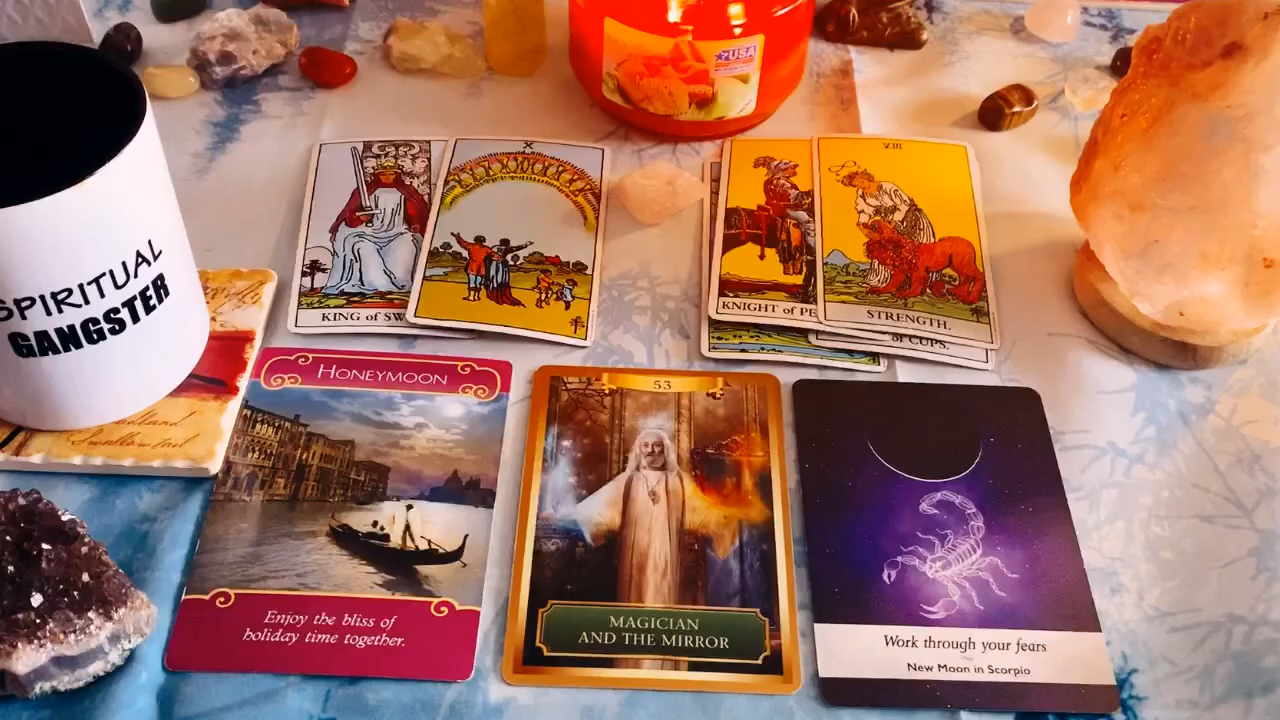 USA
X
VIII
KING of SW
KNIGHT of PE
STRENGTH.
of CUPS.
SPIRITUAL
GANGSTER
Swallowtail
HONEYMOON
Enjoy the bliss of
holiday time together.
53
MAGICIAN
AND THE MIRROR
Work through your fears
New Moon in Scorpio